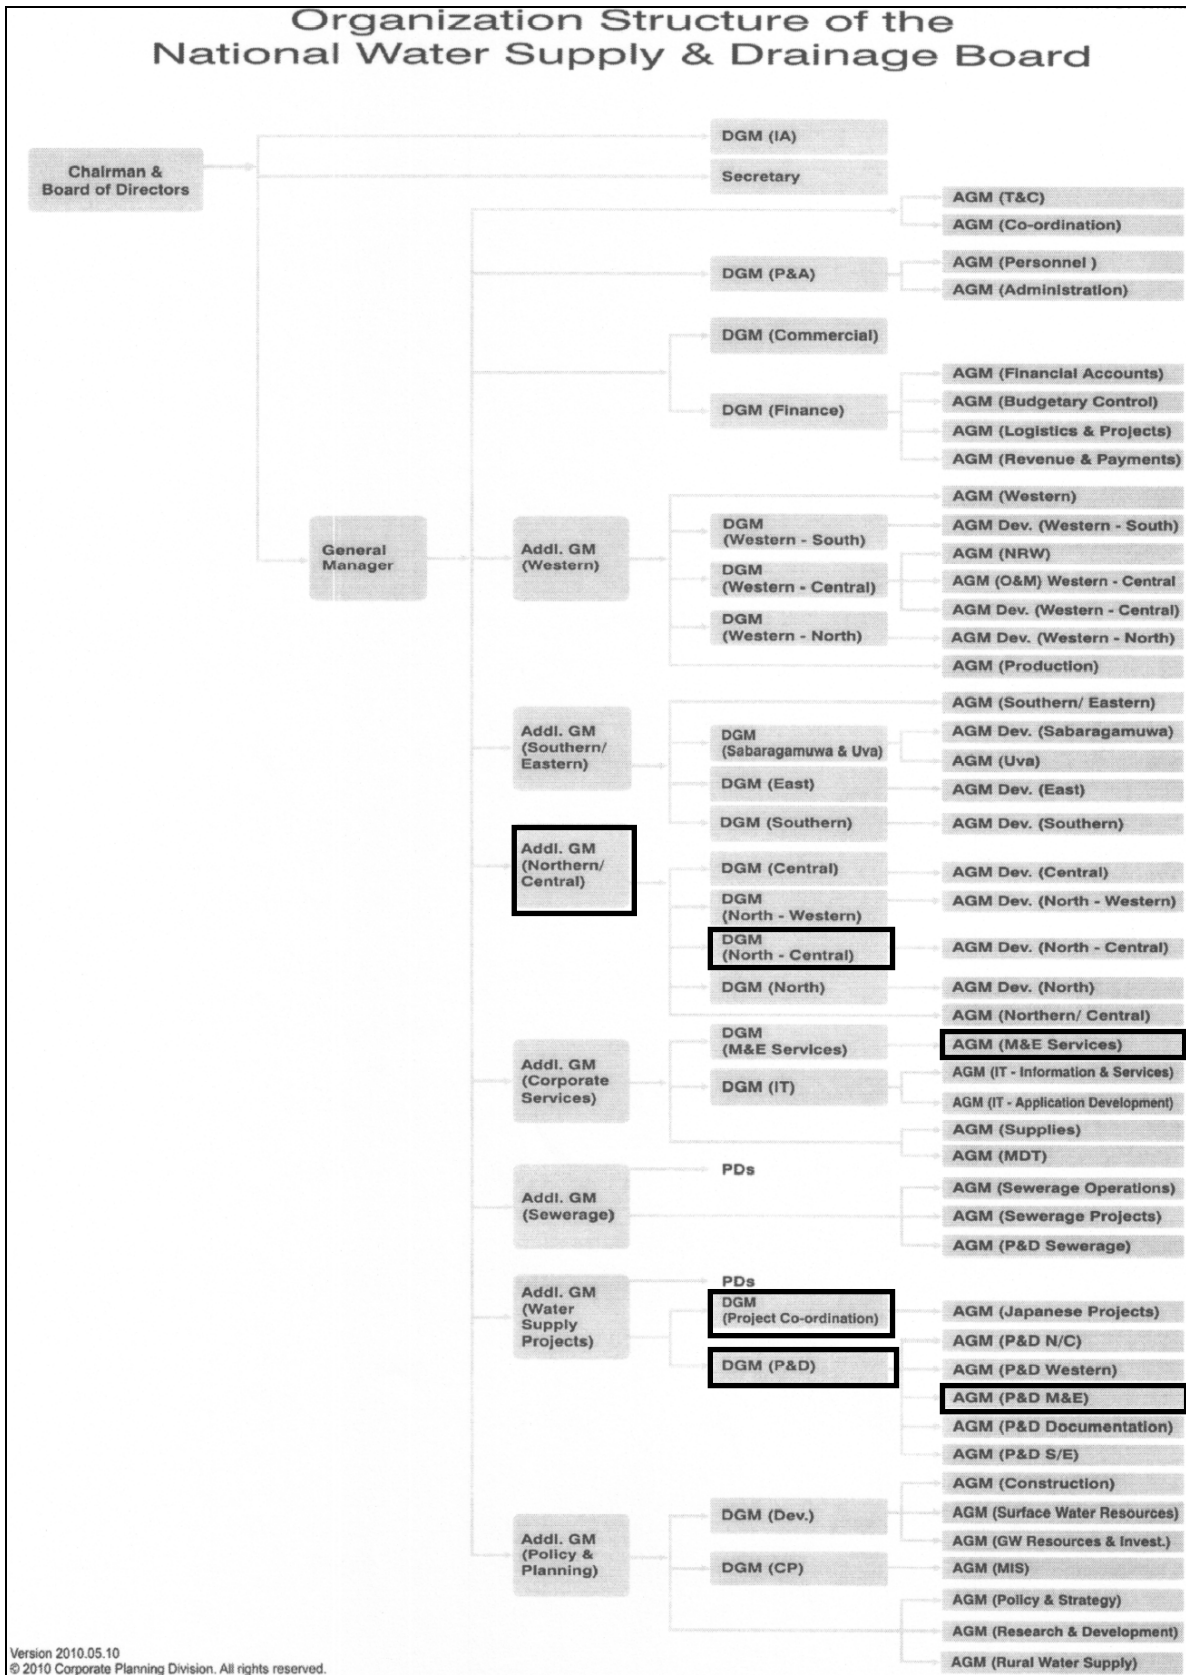 Organization Structure of the
National Water Supply & Drainage Board
Chairman &
Board of Directors
DGM (IA)
Secretary
AGM (T&C)
AGM (Co-ordination)
DGM (P&A)
AGM (Personnel )
AGM (Administration)
DGM (Commercial)
DGM (Finance)
AGM (Financial Accounts)
AGM (Budgetary Control)
AGM (Logistics & Projects)
AGM (Revenue & Payments)
General
Manager
Addl. GM
(Western)
AGM (Western)
DGM
(Western - South)
AGM Dev. (Western - South)
DGM
(Western - Central)
AGM (NRW)
AGM (O&M) Western - Central
AGM Dev. (Western - Central)
DGM
(Western - North)
AGM Dev. (Western - North)
AGM (Production)
Addl. GM
(Southern/
Eastern)
AGM (Southern/ Eastern)
DGM
(Sabaragamuwa & Uva)
AGM Dev. (Sabaragamuwa)
AGM (Uva)
DGM (East)
AGM Dev. (East)
DGM (Southern)
AGM Dev. (Southern)
Addl. GM
(Northern/
Central)
DGM (Central)
AGM Dev. (Central)
DGM
(North - Western)
AGM Dev. (North - Western)
DGM
(North - Central)
AGM Dev. (North - Central)
DGM (North)
AGM Dev. (North)
AGM (Northern/ Central)
Addl. GM
(Corporate
Services)
DGM
(M&E Services)
AGM (M&E Services)
DGM (IT)
AGM (IT - Information & Services)
AGM (IT - Application Development)
AGM (Supplies)
AGM (MDT)
Addl. GM
(Sewerage)
PDs
AGM (Sewerage Operations)
AGM (Sewerage Projects)
AGM (P&D Sewerage)
Addl. GM
(Water
Supply
Projects)
PDs
DGM
(Project Co-ordination)
AGM (Japanese Projects)
DGM (P&D)
AGM (P&D N/C)
AGM (P&D Western)
AGM (P&D M&E)
AGM (P&D Documentation)
AGM (P&D S/E)
Addl. GM
(Policy &
Planning)
DGM (Dev.)
AGM (Construction)
AGM (Surface Water Resources)
AGM (GW Resources & Invest.)
DGM (CP)
AGM (MIS)
AGM (Policy & Strategy)
AGM (Research & Development)
AGM (Rural Water Supply)
Version 2010.05.10
© 2010 Corporate Planning Division. All rights reserved.